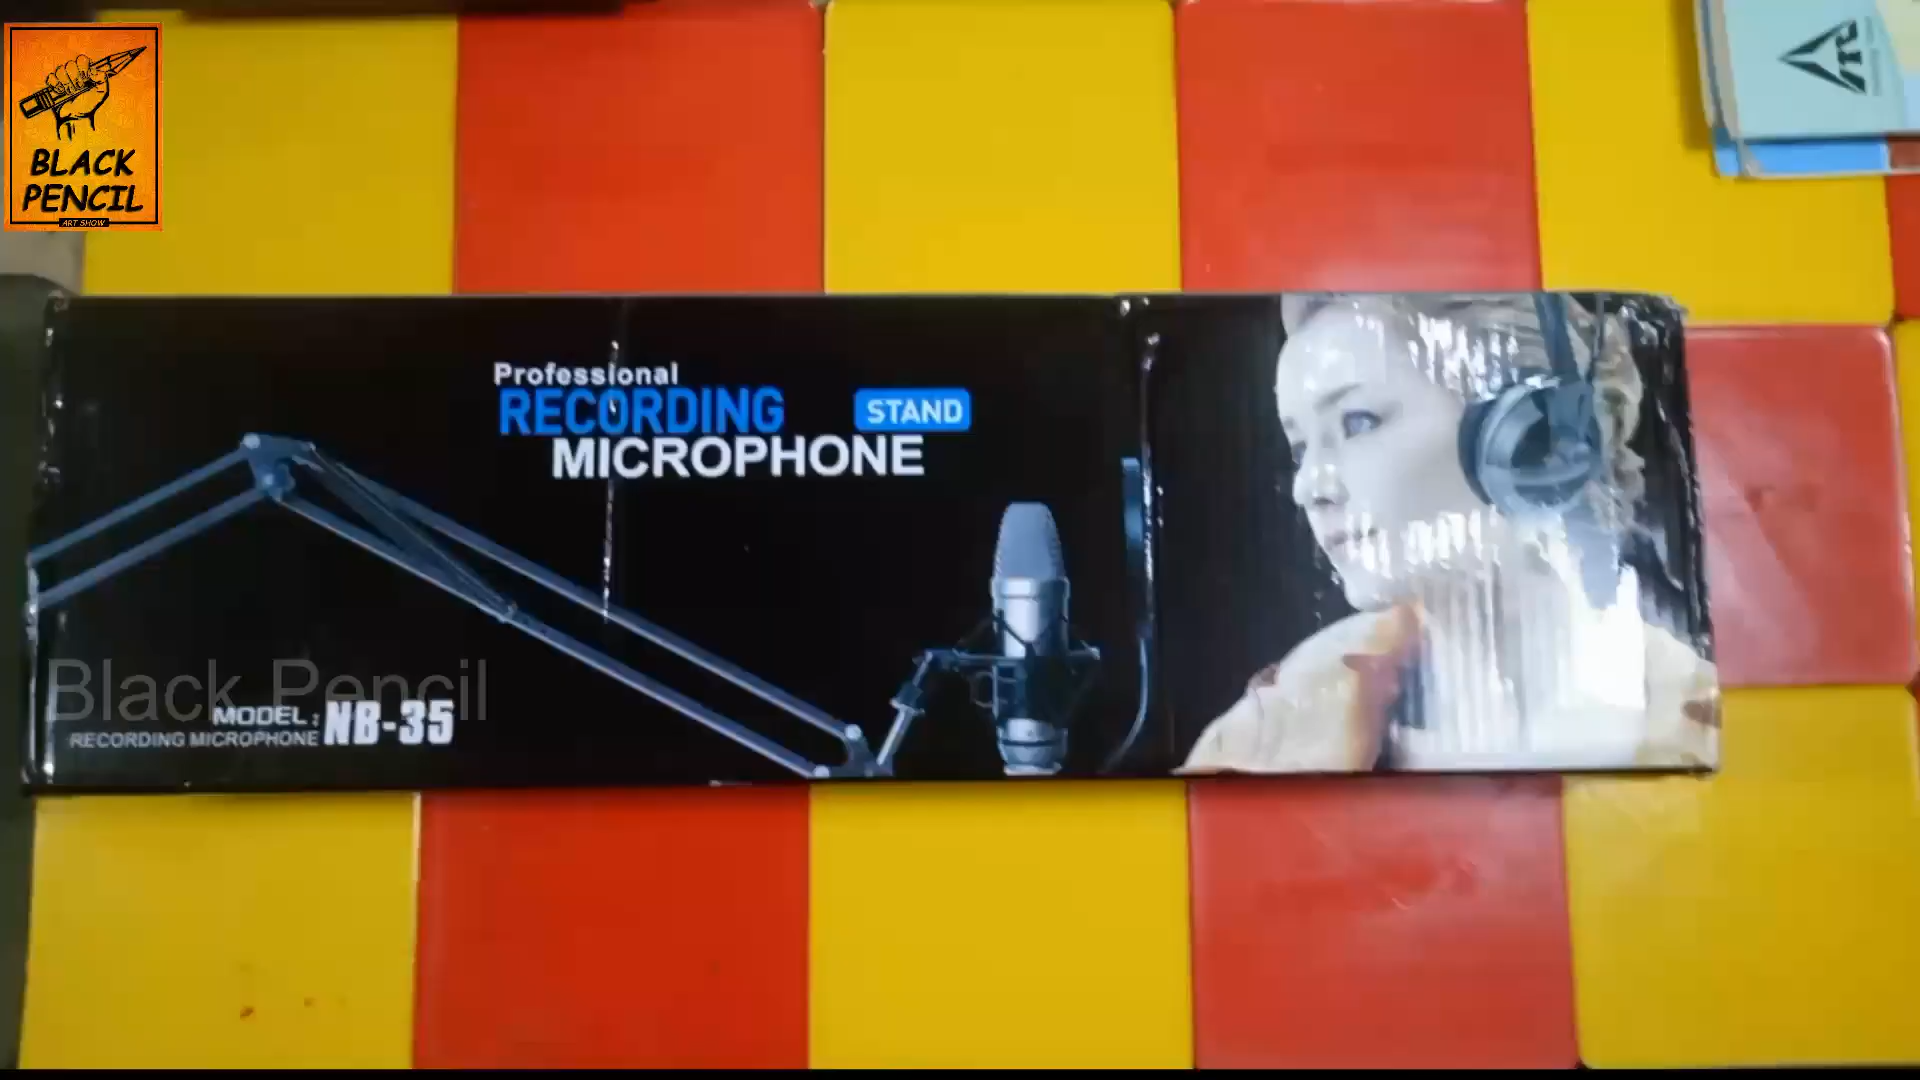 BLACK
PENCIL
ART SHOW
Professional
RECORDING STAND
MICROPHONE
Black Pencil
MODEL:
RECORDING MICROPHONE NB-35